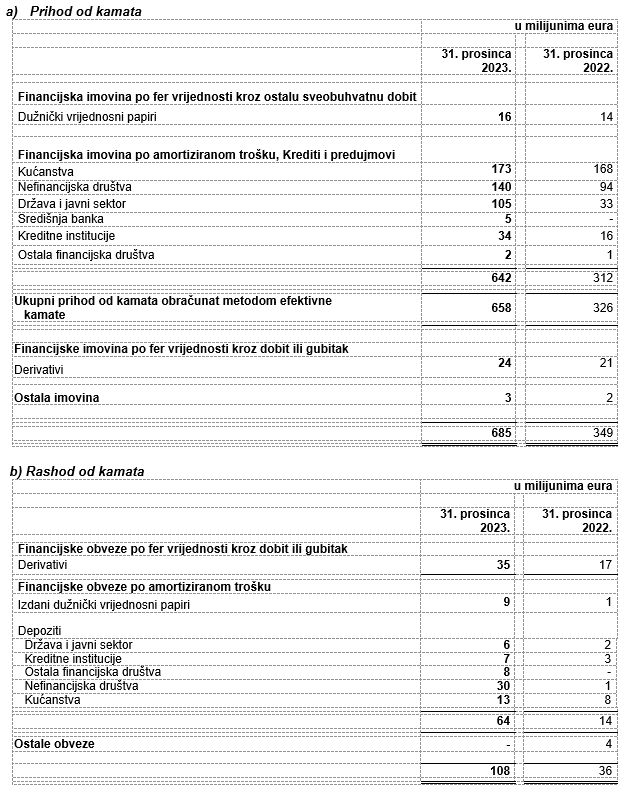 a) Prihod od kamata
u milijunima eura
31. prosinca 31. prosinca
2023. 2022.
Financijska imovina po fer vrijednosti kroz ostalu sveobuhvatnu dobit
Dužnički vrijednosni papiri 16 14
Financijska imovina po amortiziranom trošku, Krediti i predujmovi
Kućanstva 173 168
Nefinancijska društva 140 94
Država i javni sektor 105 33
Središnja banka 5 -
Kreditne institucije 34 16
Ostala financijska društva 2 1
642 312
Ukupni prihod od kamata obračunat metodom efektivne
kamate 658 326
Financijske imovina po fer vrijednosti kroz dobit ili gubitak
Derivativi 24 21
Ostala imovina 3 2
685 349
b) Rashod od kamata
u milijunima eura
31. prosinca 31. prosinca
2023. 2022.
Financijske obveze po fer vrijednosti kroz dobit ili gubitak
Derivativi 35 17
Financijske obveze po amortiziranom trošku
Izdani dužnički vrijednosni papiri 9 1
Depoziti
Država i javni sektor 6 2
Kreditne institucije 7 3
Ostala financijska društva 8 -
Nefinancijska društva 30 1
Kućanstva 13 8
64 14
Ostale obveze - 4
108 36